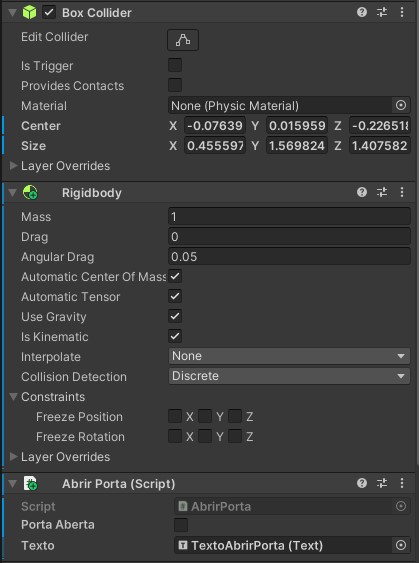 Box Collider
Edit Collider
Is Trigger
Provides Contacts
Material None (Physic Material)
Center X -0.07639 Y 0.015959 Z -0.226518
Size X 0.455597 Y 1.569824 Z 1.407582
Layer Overrides
Rigidbody
Mass 1
Drag 0
Angular Drag 0.05
Automatic Center Of Mass
Automatic Tensor
Use Gravity
Is Kinematic
Interpolate None
Collision Detection Discrete
Constraints
Freeze Position X Y Z
Freeze Rotation X Y Z
Layer Overrides
Abrir Porta (Script)
Script AbrirPorta
Porta Aberta
Texto TextoAbrirPorta (Text)